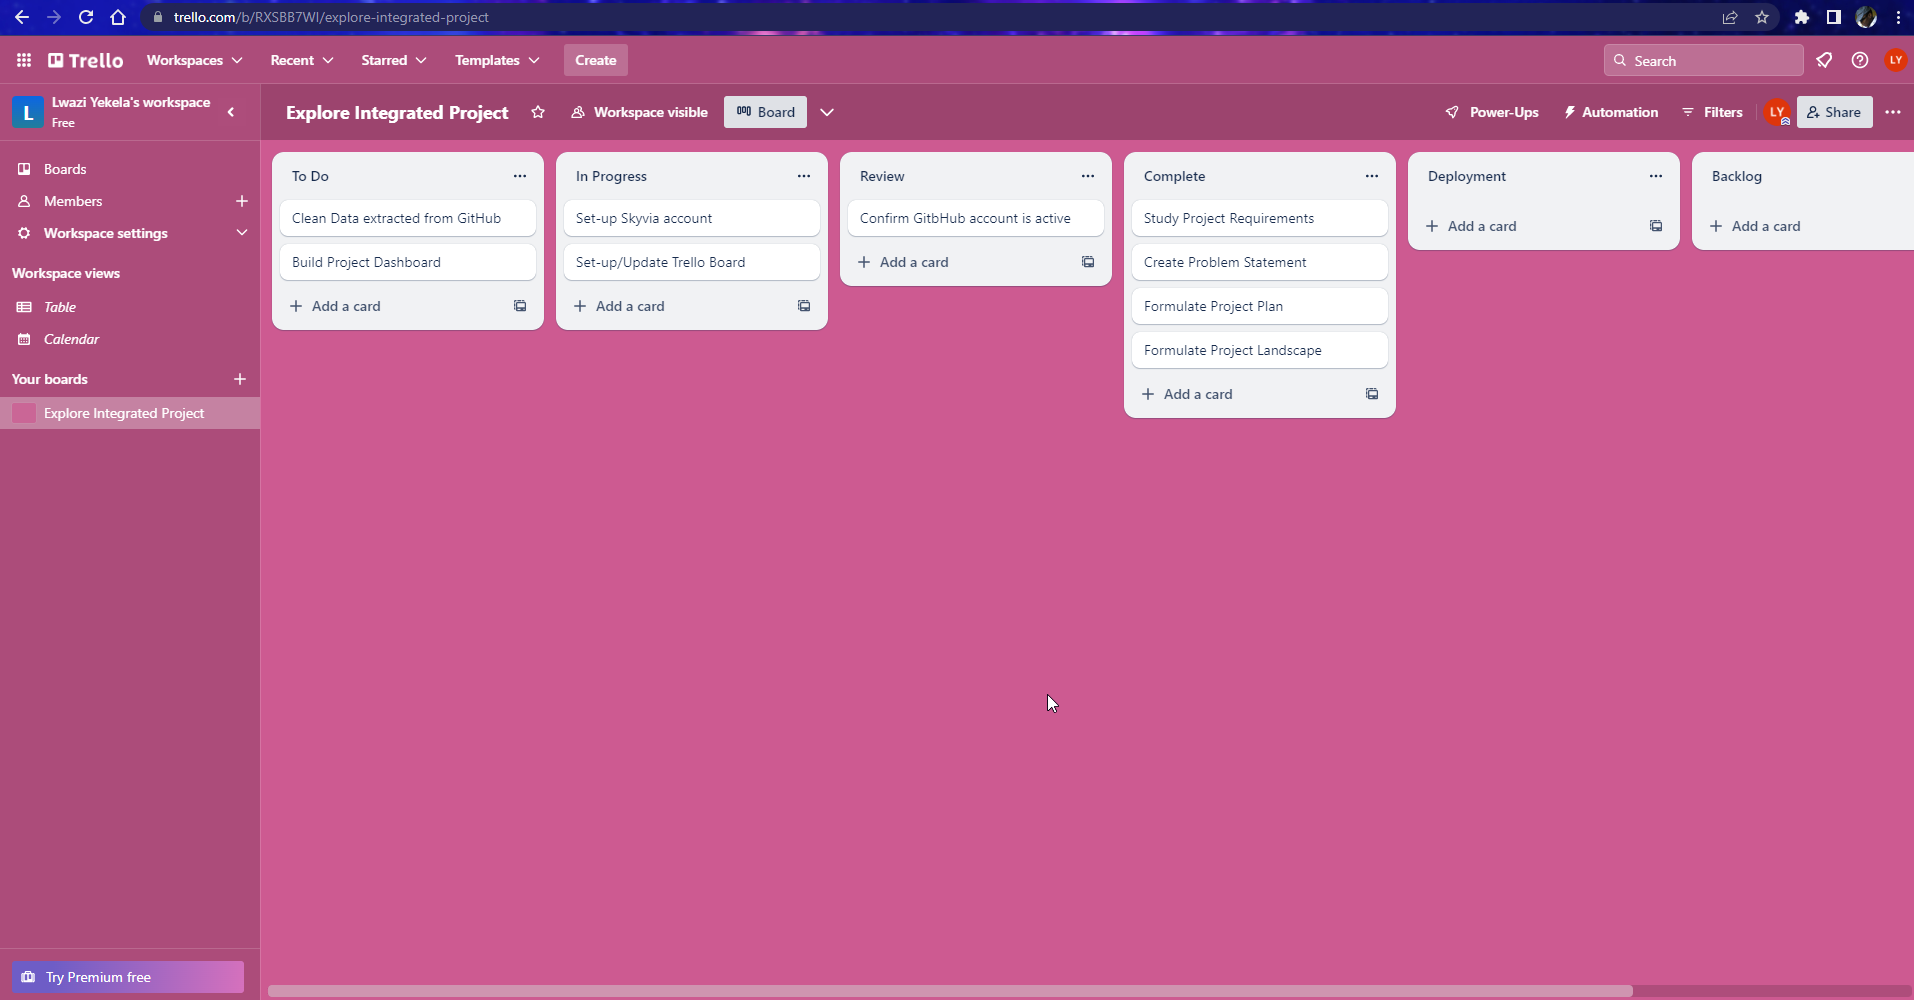 trello.com/b/RXSBB7WI/explore-integrated-project
Trello Workspaces Recent Starred Templates Create Search LY
L Lwazi Yekela's workspace
Free
Explore Integrated Project Workspace visible Board Power-Ups Automation Filters LY Share
Boards
Members
Workspace settings
Workspace views
Table
Calendar
Your boards
Explore Integrated Project
Try Premium free
To Do
Clean Data extracted from GitHub
Build Project Dashboard
Add a card
In Progress
Set-up Skyvia account
Set-up/Update Trello Board
Add a card
Review
Confirm GitbHub account is active
Add a card
Complete
Study Project Requirements
Create Problem Statement
Formulate Project Plan
Formulate Project Landscape
Add a card
Deployment
Add a card
Backlog
Add a card